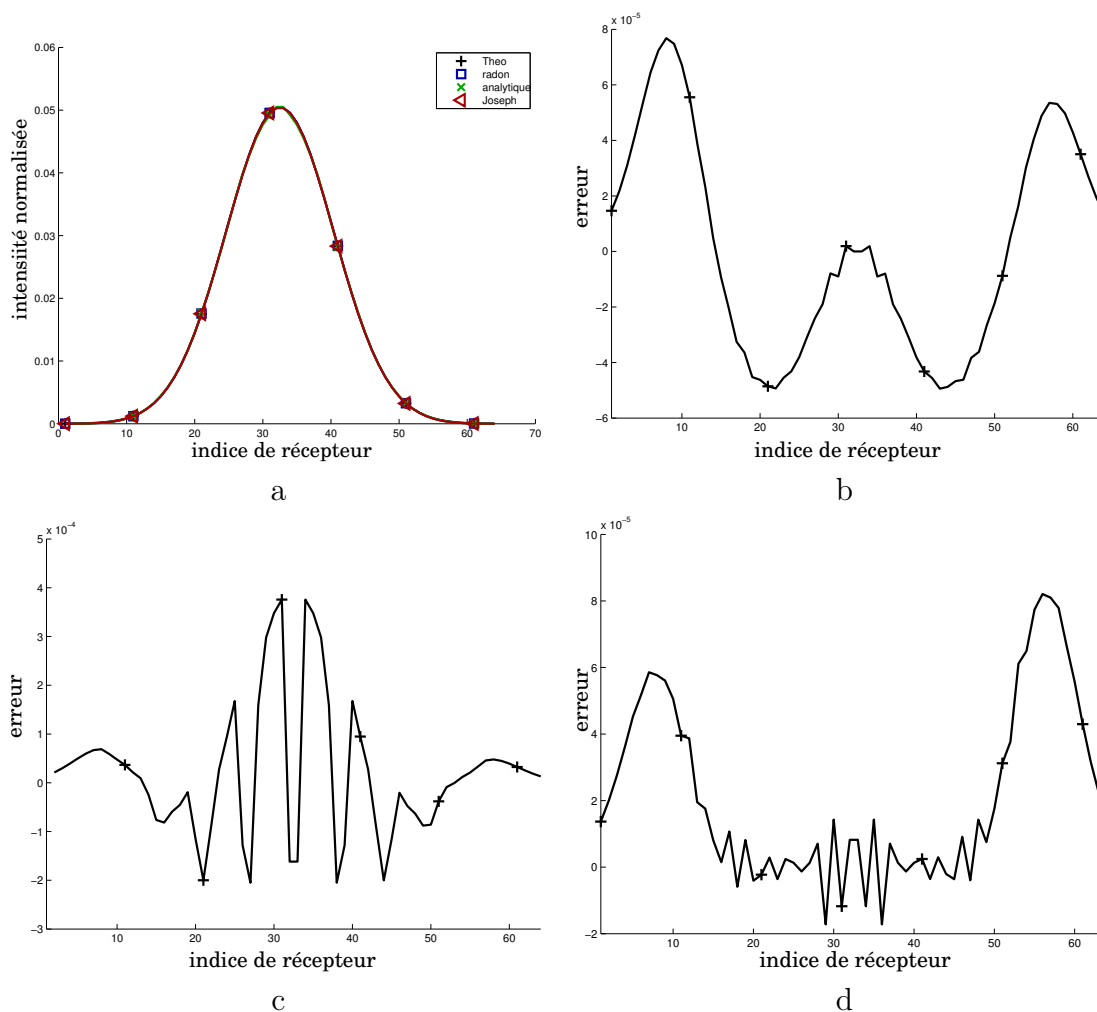 0.06
0.05
0.04
0.03
0.02
0.01
0
intensiité normalisée
0 10 20 30 40 50 60 70
indice de récepteur
Theo
radon
analytique
Joseph
a
x 10⁻⁵
8
6
4
2
0
−2
−4
−6
erreur
10 20 30 40 50 60
indice de récepteur
b
x 10⁻⁴
5
4
3
2
1
0
−1
−2
−3
erreur
10 20 30 40 50 60
indice de récepteur
c
x 10⁻⁵
10
8
6
4
2
0
−2
erreur
10 20 30 40 50 60
indice de récepteur
d